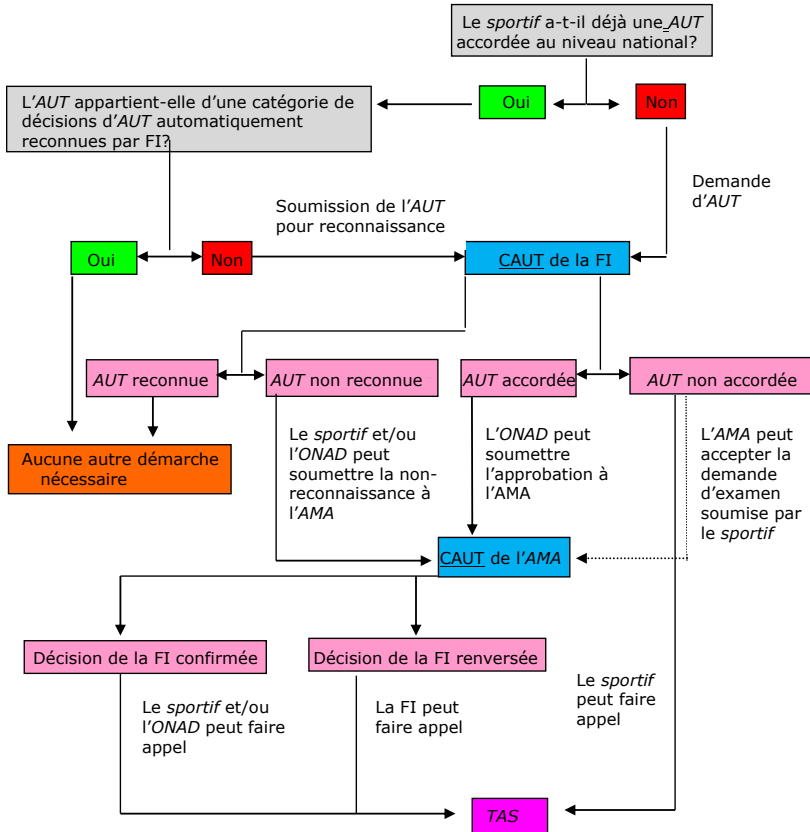 Le sportif a-t-il déjà une AUT
accordée au niveau national?
L'AUT appartient-elle d'une catégorie de
décisions d'AUT automatiquement
reconnues par FI?
Oui
Non
Demande
d'AUT
Soumission de l'AUT
pour reconnaissance
Oui
Non
CAUT de la FI
AUT reconnue
AUT non reconnue
AUT accordée
AUT non accordée
Aucune autre démarche
nécessaire
Le sportif et/ou
l'ONAD peut
soumettre la non-
reconnaissance à
l'AMA
L'ONAD peut
soumettre
l'approbation à
l'AMA
L'AMA peut
accepter la
demande
d'examen
soumise par
le sportif
CAUT de l'AMA
Décision de la FI confirmée
Décision de la FI renversée
Le sportif et/ou
l'ONAD peut faire
appel
La FI peut
faire appel
Le sportif
peut faire
appel
TAS